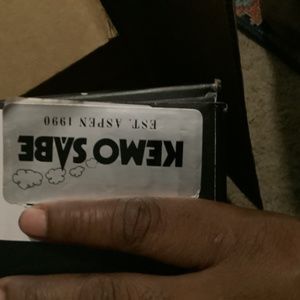 KEMO SABE
EST. ASPEN 1990